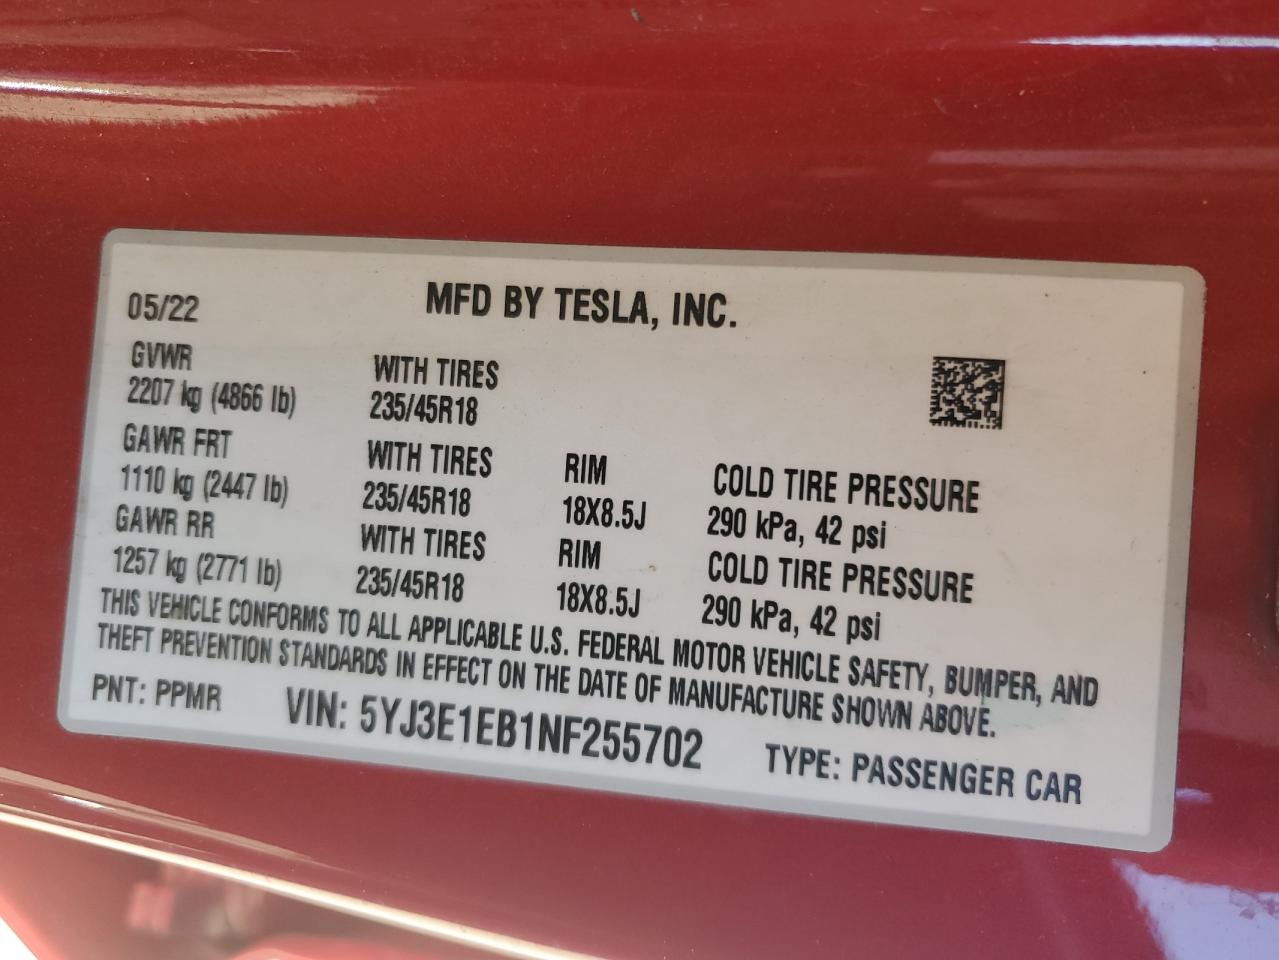 05/22 MFD BY TESLA, INC.
GVWR WITH TIRES
2207 kg (4866 lb) 235/45R18
GAWR FRT WITH TIRES RIM COLD TIRE PRESSURE
1110 kg (2447 lb) 235/45R18 18X8.5J 290 kPa, 42 psi
GAWR RR WITH TIRES RIM COLD TIRE PRESSURE
1257 kg (2771 lb) 235/45R18 18X8.5J 290 kPa, 42 psi
THIS VEHICLE CONFORMS TO ALL APPLICABLE U.S. FEDERAL MOTOR VEHICLE SAFETY, BUMPER, AND
THEFT PREVENTION STANDARDS IN EFFECT ON THE DATE OF MANUFACTURE SHOWN ABOVE.
PNT: PPMR VIN: 5YJ3E1EB1NF255702 TYPE: PASSENGER CAR